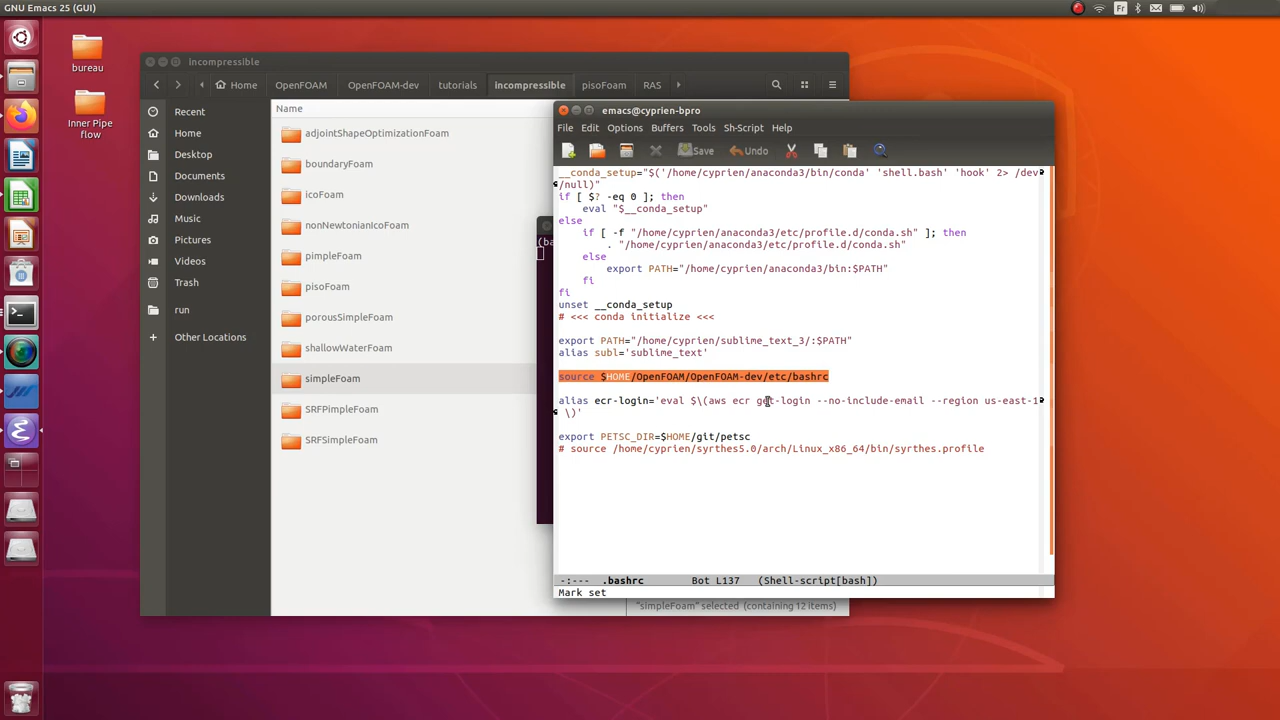 GNU Emacs 25 (GUI)
Fr
bureau
Inner Pipe
flow
Incompressible
Home
OpenFOAM
OpenFOAM-dev
tutorials
incompressible
pisoFoam
RAS
Recent
Home
Desktop
Documents
Downloads
Music
Pictures
Videos
Trash
run
Other Locations
Name
adjointShapeOptimizationFoam
boundaryFoam
icoFoam
nonNewtonianIcoFoam
pimpleFoam
pisoFoam
porousSimpleFoam
shallowWaterFoam
simpleFoam
SRFPimpleFoam
SRFSimpleFoam
"simpleFoam" selected (containing 12 items)
(ba
emacs@cyprien-bpro
File Edit Options Buffers Tools Sh-Script Help
Save Undo
__conda_setup="$('/home/cyprien/anaconda3/bin/conda' 'shell.bash' 'hook' 2> /dev
/null)"
if [ $? -eq 0 ]; then
eval "$__conda_setup"
else
if [ -f "/home/cyprien/anaconda3/etc/profile.d/conda.sh" ]; then
. "/home/cyprien/anaconda3/etc/profile.d/conda.sh"
else
export PATH="/home/cyprien/anaconda3/bin:$PATH"
fi
fi
unset __conda_setup
# <<< conda initialize <<<
export PATH="/home/cyprien/sublime_text_3/:$PATH"
alias subl='sublime_text'
source $HOME/OpenFOAM/OpenFOAM-dev/etc/bashrc
alias ecr-login='eval $\(aws ecr get-login --no-include-email --region us-east-1
\)'
export PETSC_DIR=$HOME/git/petsc
# source /home/cyprien/syrthes5.0/arch/Linux_x86_64/bin/syrthes.profile
-:--- .bashrc Bot L137 (Shell-script[bash])
Mark set